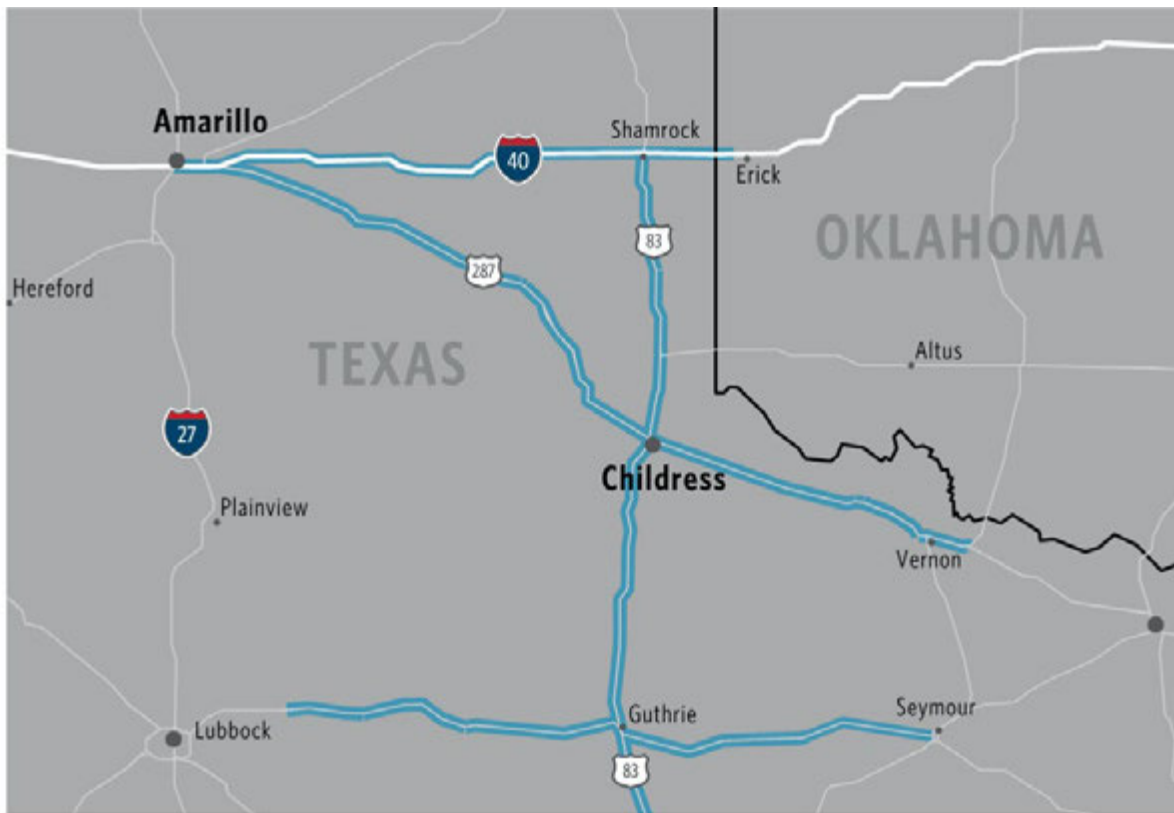 Amarillo
Shamrock
40
Erick
83
OKLAHOMA
287
Hereford
TEXAS
Altus
27
Childress
Plainview
Vernon
Lubbock
Guthrie
Seymour
83